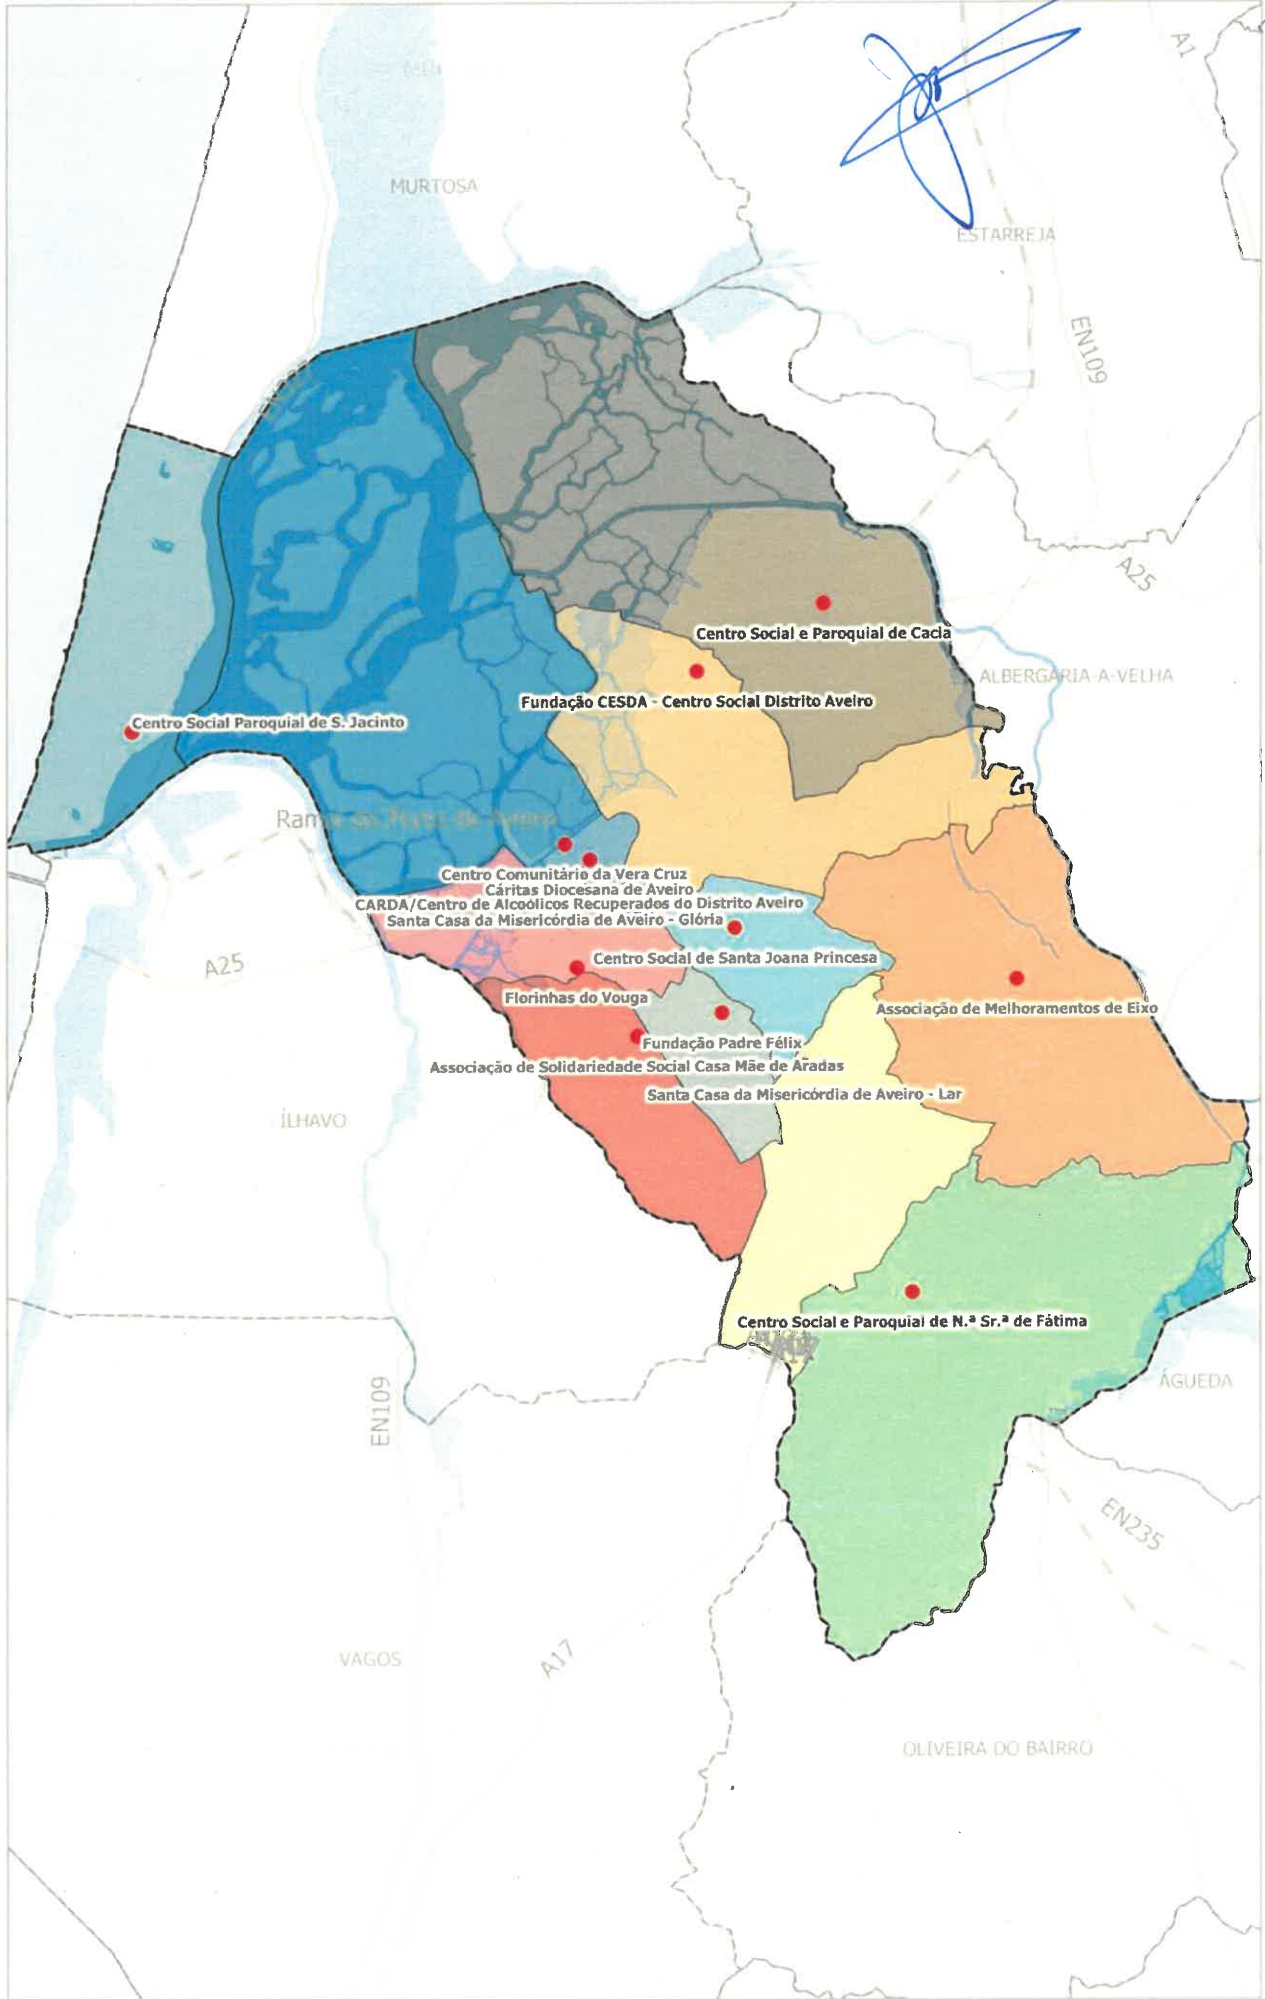 A1
MURTOSA
ESTARREJA
EN109
A25
Centro Social e Paroquial de Cacia
ALBERGARIA-A-VELHA
Fundação CESDA - Centro Social Distrito Aveiro
Centro Social Paroquial de S. Jacinto
Ramal do Porto de Aveiro
Centro Comunitário da Vera Cruz
Cáritas Diocesana de Aveiro
CARDA/Centro de Alcoólicos Recuperados do Distrito Aveiro
Santa Casa da Misericórdia de Aveiro - Glória
Centro Social de Santa Joana Princesa
A25
Florinhas do Vouga
Associação de Melhoramentos de Eixo
Fundação Padre Félix
Associação de Solidariedade Social Casa Mãe de Aradas
Santa Casa da Misericórdia de Aveiro - Lar
ÍLHAVO
Centro Social e Paroquial de N.ª Sr.ª de Fátima
ÁGUEDA
EN109
EN235
VAGOS
A17
OLIVEIRA DO BAIRRO